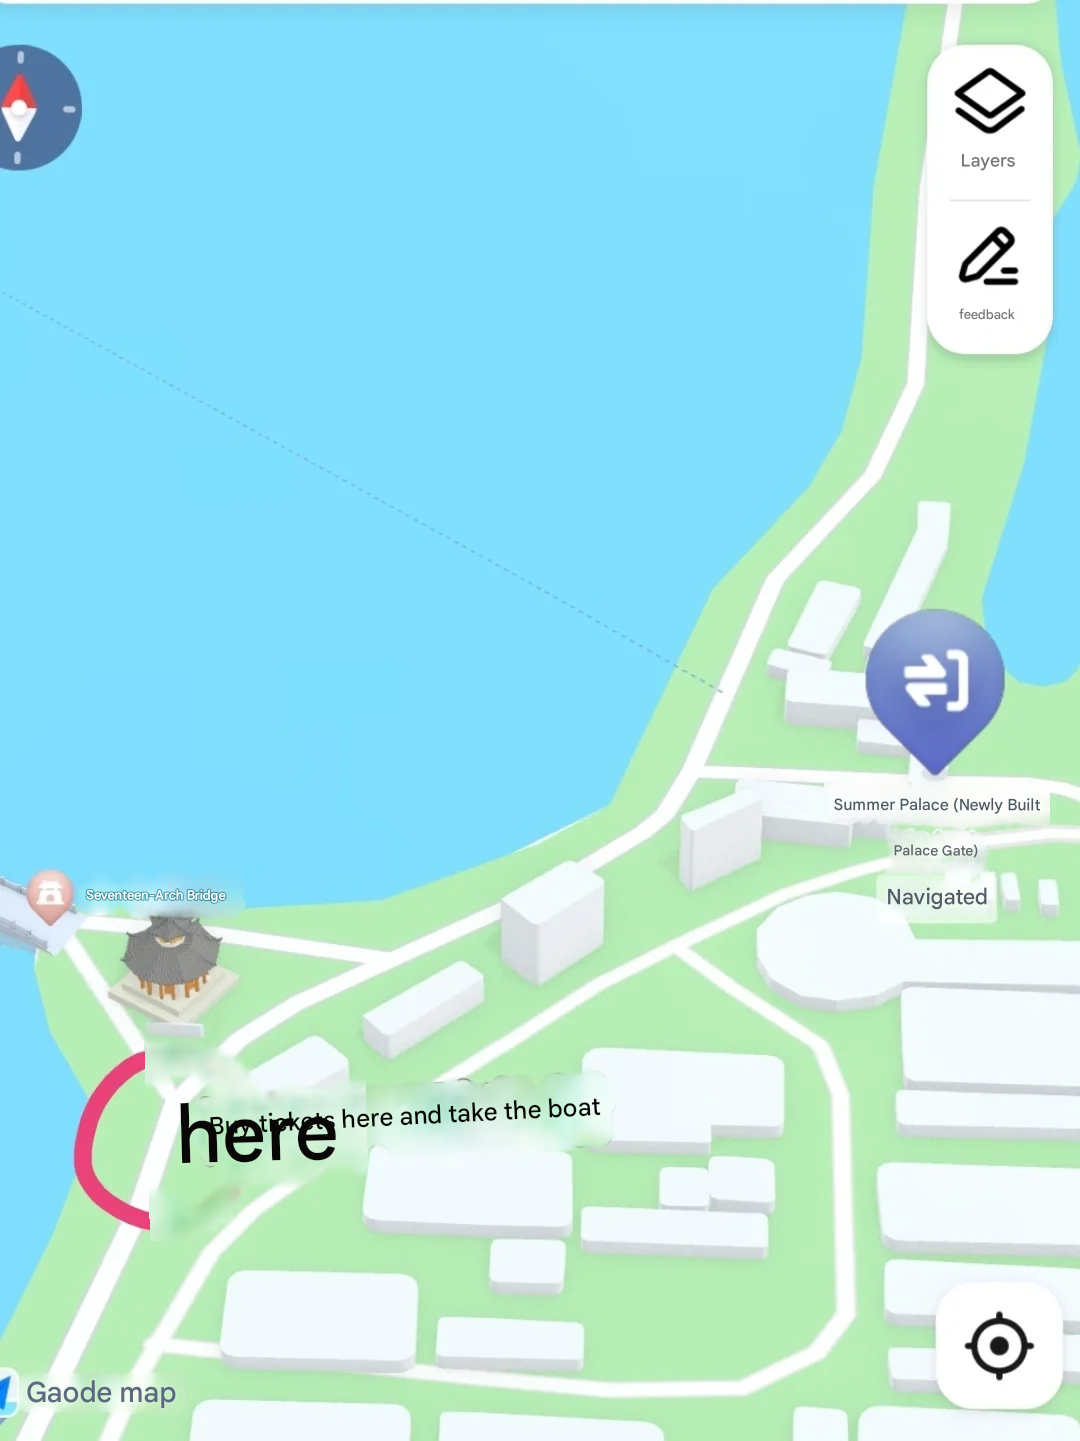 Layers
feedback
Summer Palace (Newly Built
Palace Gate)
Navigated
Seventeen-Arch Bridge
Buy tickets here and take the boat
here
Gaode map